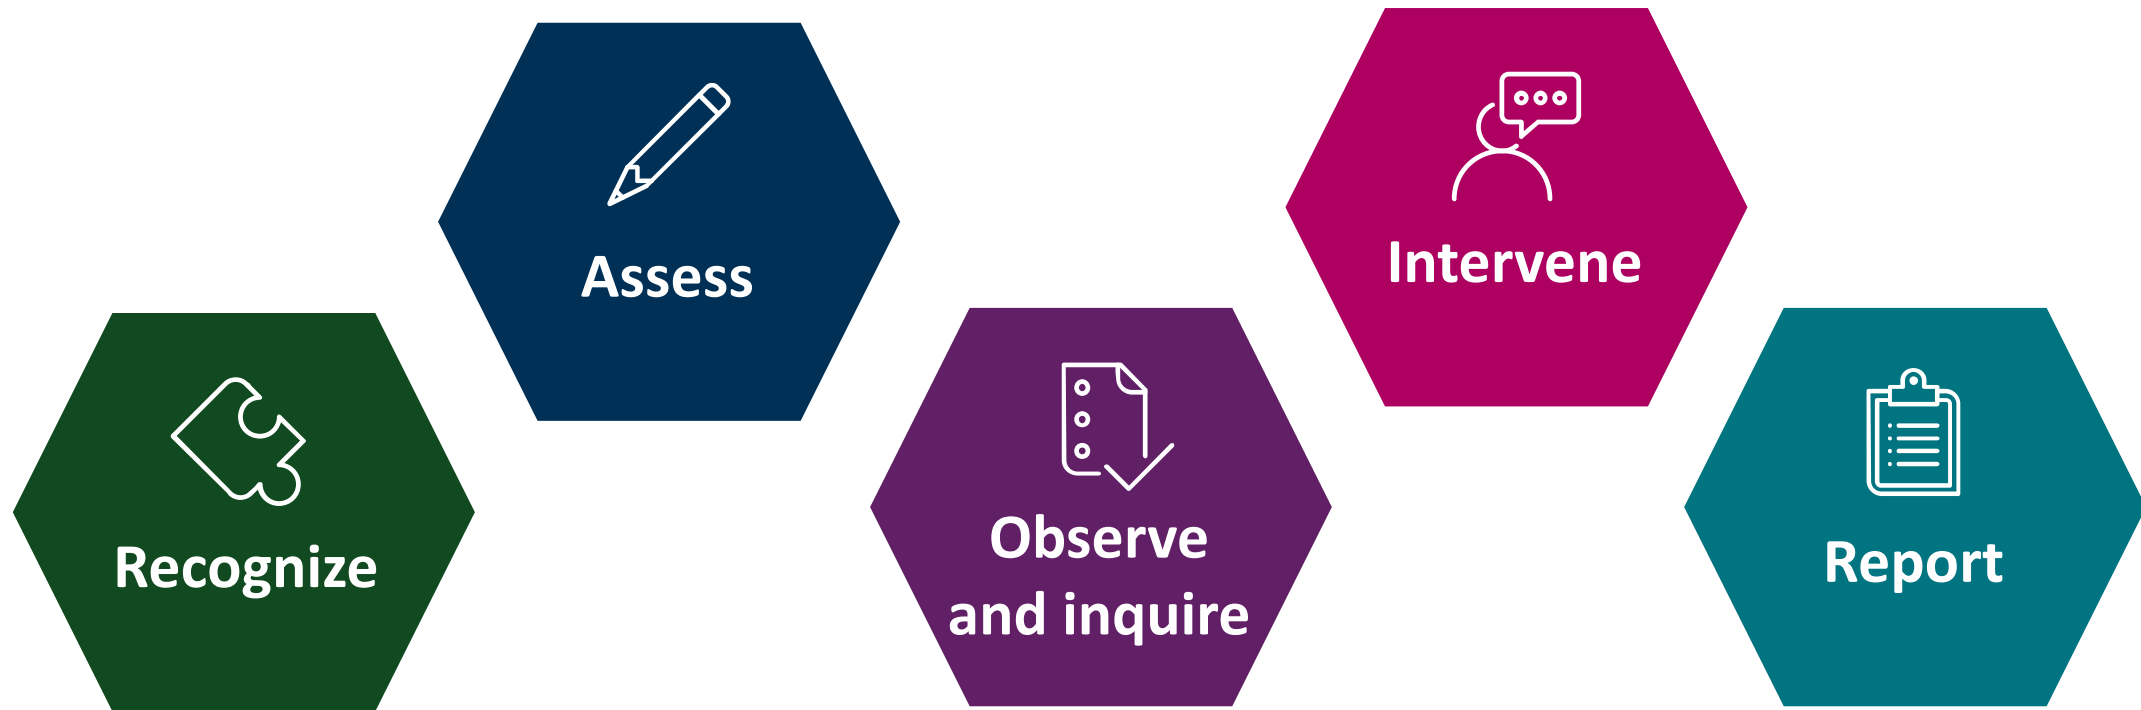 Recognize
Assess
Observe
and inquire
Intervene
Report